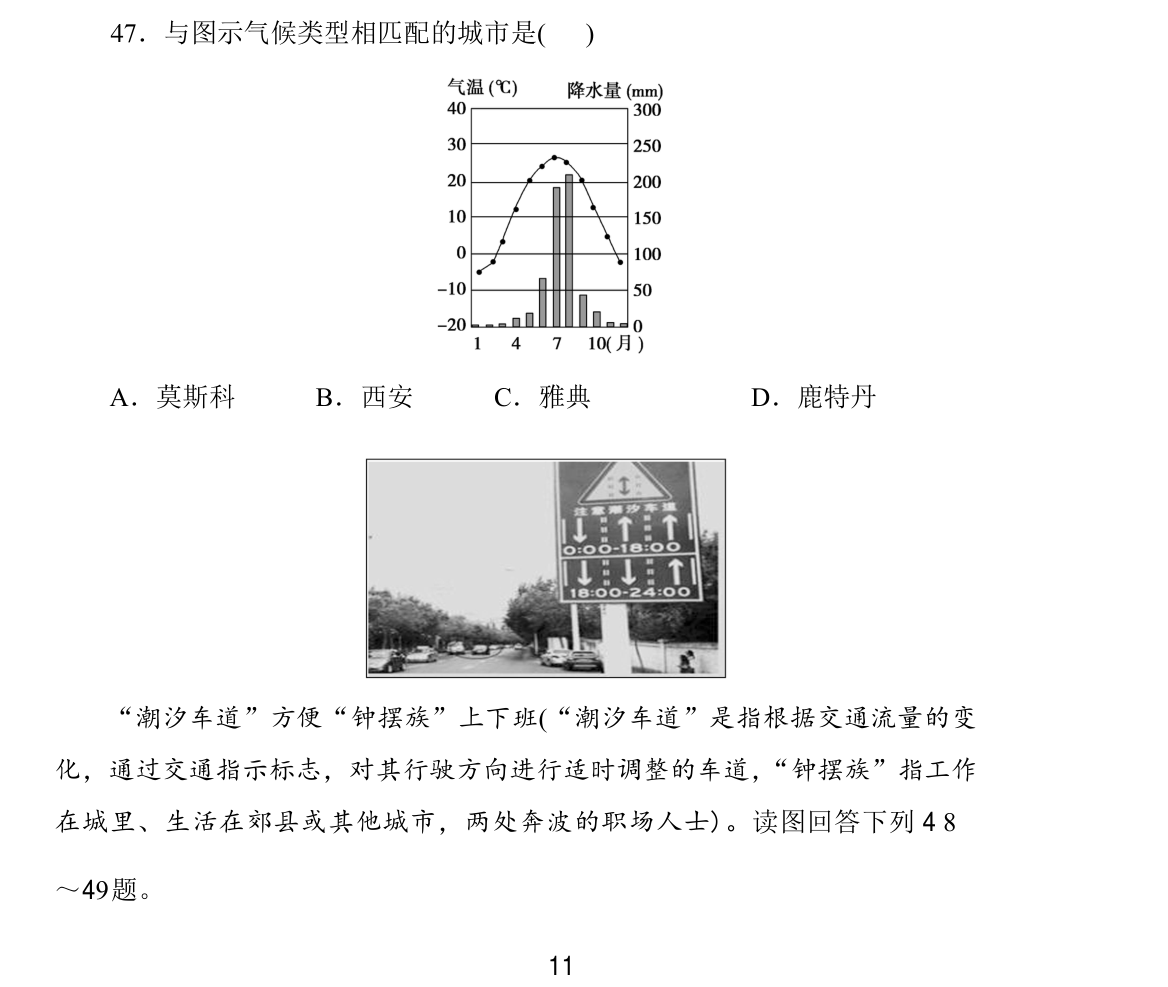 47．与图示气候类型相匹配的城市是(　)
气温 (℃) 降水量 (mm)
40 300
30 250
20 200
10 150
0 100
-10 50
-20 0
1 4 7 10(月)
A．莫斯科 B．西安 C．雅典 D．鹿特丹
注意潮汐车道
0:00-18:00
18:00-24:00
“潮汐车道”方便“钟摆族”上下班(“潮汐车道”是指根据交通流量的变
化，通过交通指示标志，对其行驶方向进行适时调整的车道，“钟摆族”指工作
在城里、生活在郊县或其他城市，两处奔波的职场人士)。读图回答下列 4 8
～49题。
11